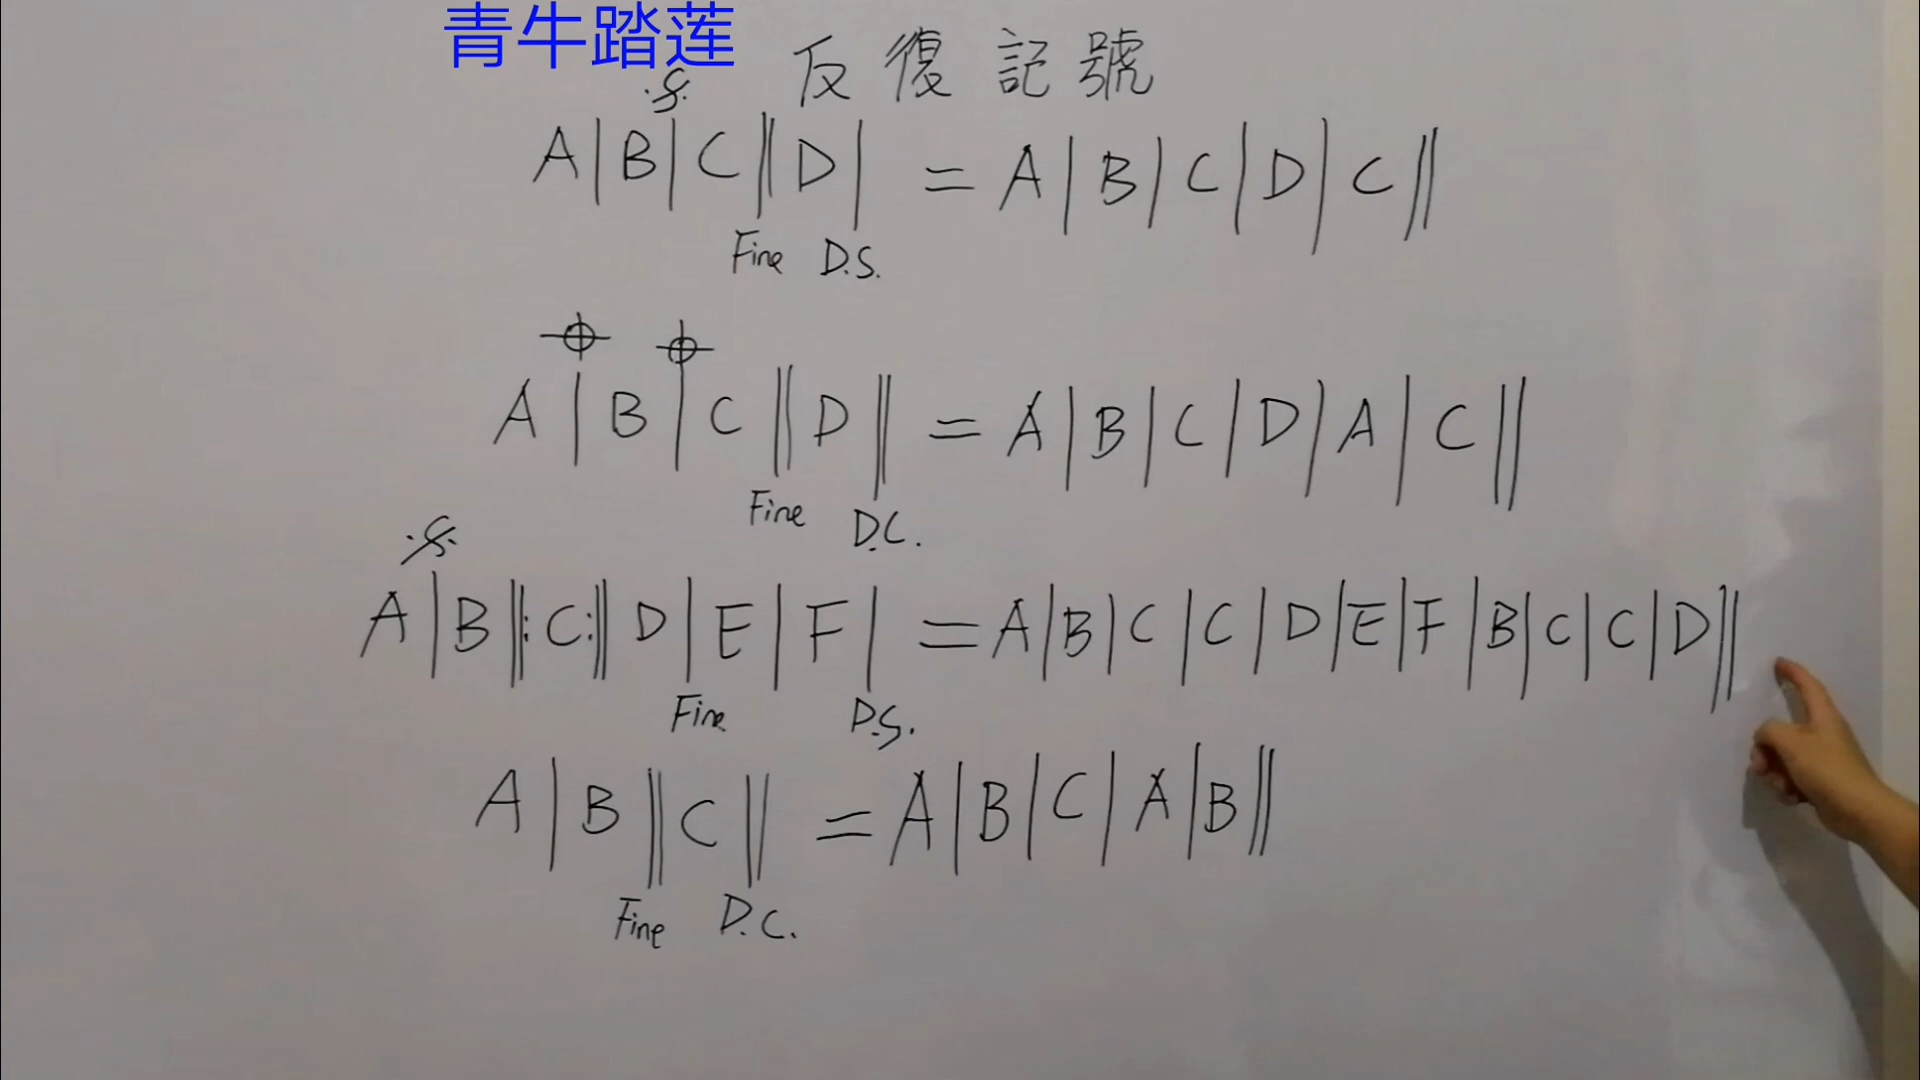 青牛踏莲
反復記號
A|B|C‖D| = A|B|C|D|C‖
Fine D.S.
A|B|C‖D‖ = A|B|C|D|A|C‖
Fine D.C.
A|B‖:C:‖D|E|F| = A|B|C|C|D|E|F|B|C|C|D‖
Fine D.S.
A|B‖C‖ = A|B|C|A|B‖
Fine D.C.